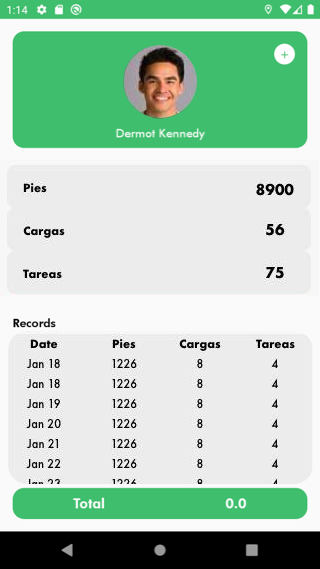 1:14
+
Dermot Kennedy
Pies 8900
Cargas 56
Tareas 75
Records
Date Pies Cargas Tareas
Jan 18 1226 8 4
Jan 18 1226 8 4
Jan 19 1226 8 4
Jan 20 1226 8 4
Jan 21 1226 8 4
Jan 22 1226 8 4
Jan 23 1226 8 4
Total 0.0